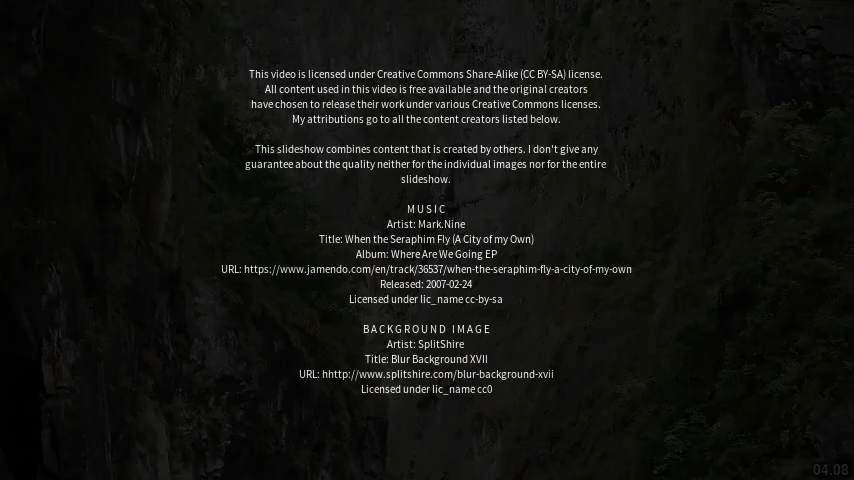 This video is licensed under Creative Commons Share-Alike (CC BY-SA) license.
All content used in this video is free available and the original creators
have chosen to release their work under various Creative Commons licenses.
My attributions go to all the content creators listed below.
This slideshow combines content that is created by others. I don't give any
guarantee about the quality neither for the individual images nor for the entire
slideshow.
MUSIC
Artist: Mark.Nine
Title: When the Seraphim Fly (A City of my Own)
Album: Where Are We Going EP
URL: https://www.jamendo.com/en/track/36537/when-the-seraphim-fly-a-city-of-my-own
Released: 2007-02-24
Licensed under lic_name cc-by-sa
BACKGROUND IMAGE
Artist: SplitShire
Title: Blur Background XVII
URL: hhttp://www.splitshire.com/blur-background-xvii
Licensed under lic_name cc0
04.08